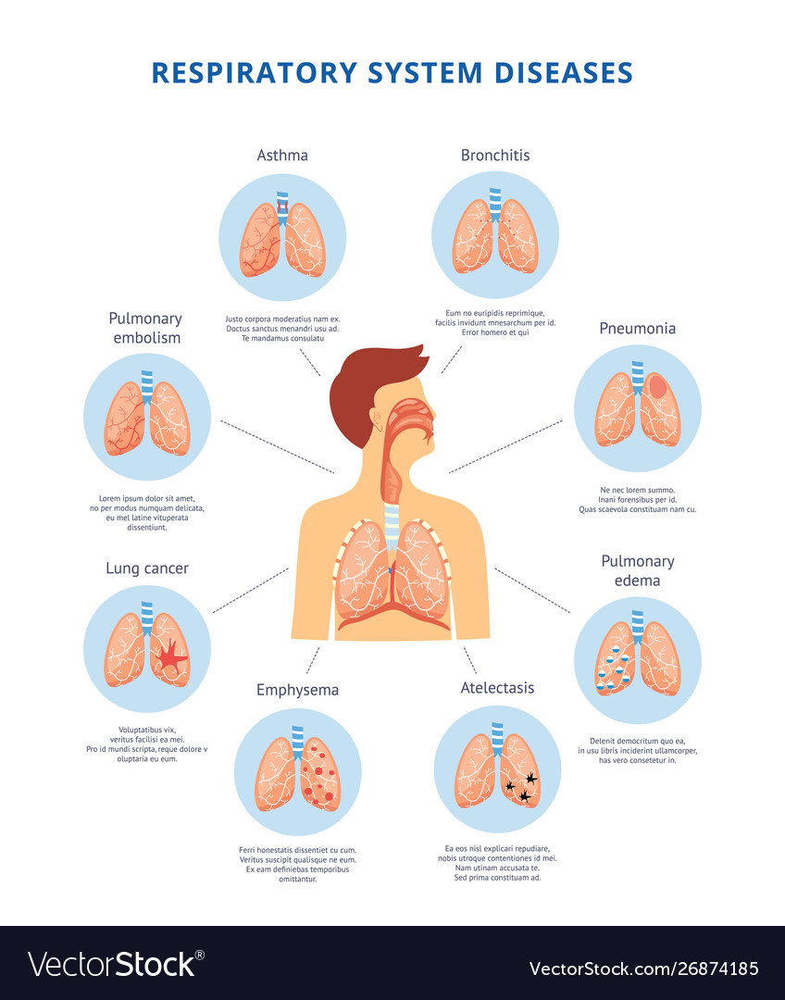 RESPIRATORY SYSTEM DISEASES
Asthma
Justo corpora moderatius nam ex.
Doctus sanctus menandri usu ad.
Te mandamus consulatu
Bronchitis
Eum no euripidis reprimique,
facilis invidunt mnesarchum per id.
Error homero et qui
Pulmonary
embolism
Lorem ipsum dolor sit amet,
no per modus numquam delicata,
eu mel latine vituperata
dissentiunt.
Pneumonia
Ne nec lorem summo.
Inani forensibus per id.
Quas scaevola constituam nam cu.
Lung cancer
Voluptatibus vix,
veritus facilisi ea mei.
Pro id mundi scripta, reque dolore v
oluptaria eu eum.
Pulmonary
edema
Delenit democritum quo ea,
in usu libris inciderint ullamcorper,
has vero consetetur in.
Emphysema
Ferri honestatis dissentiet cu cum.
Veritus suscipit qualisque ne eum.
Ex eam definiebas temporibus
omittantur.
Atelectasis
Ea eos nisl explicari repudiare,
nobis utroque contentiones id mei.
Nam utinam accusata te.
Sed prima constituam ad.
VectorStock®
VectorStock.com/26874185